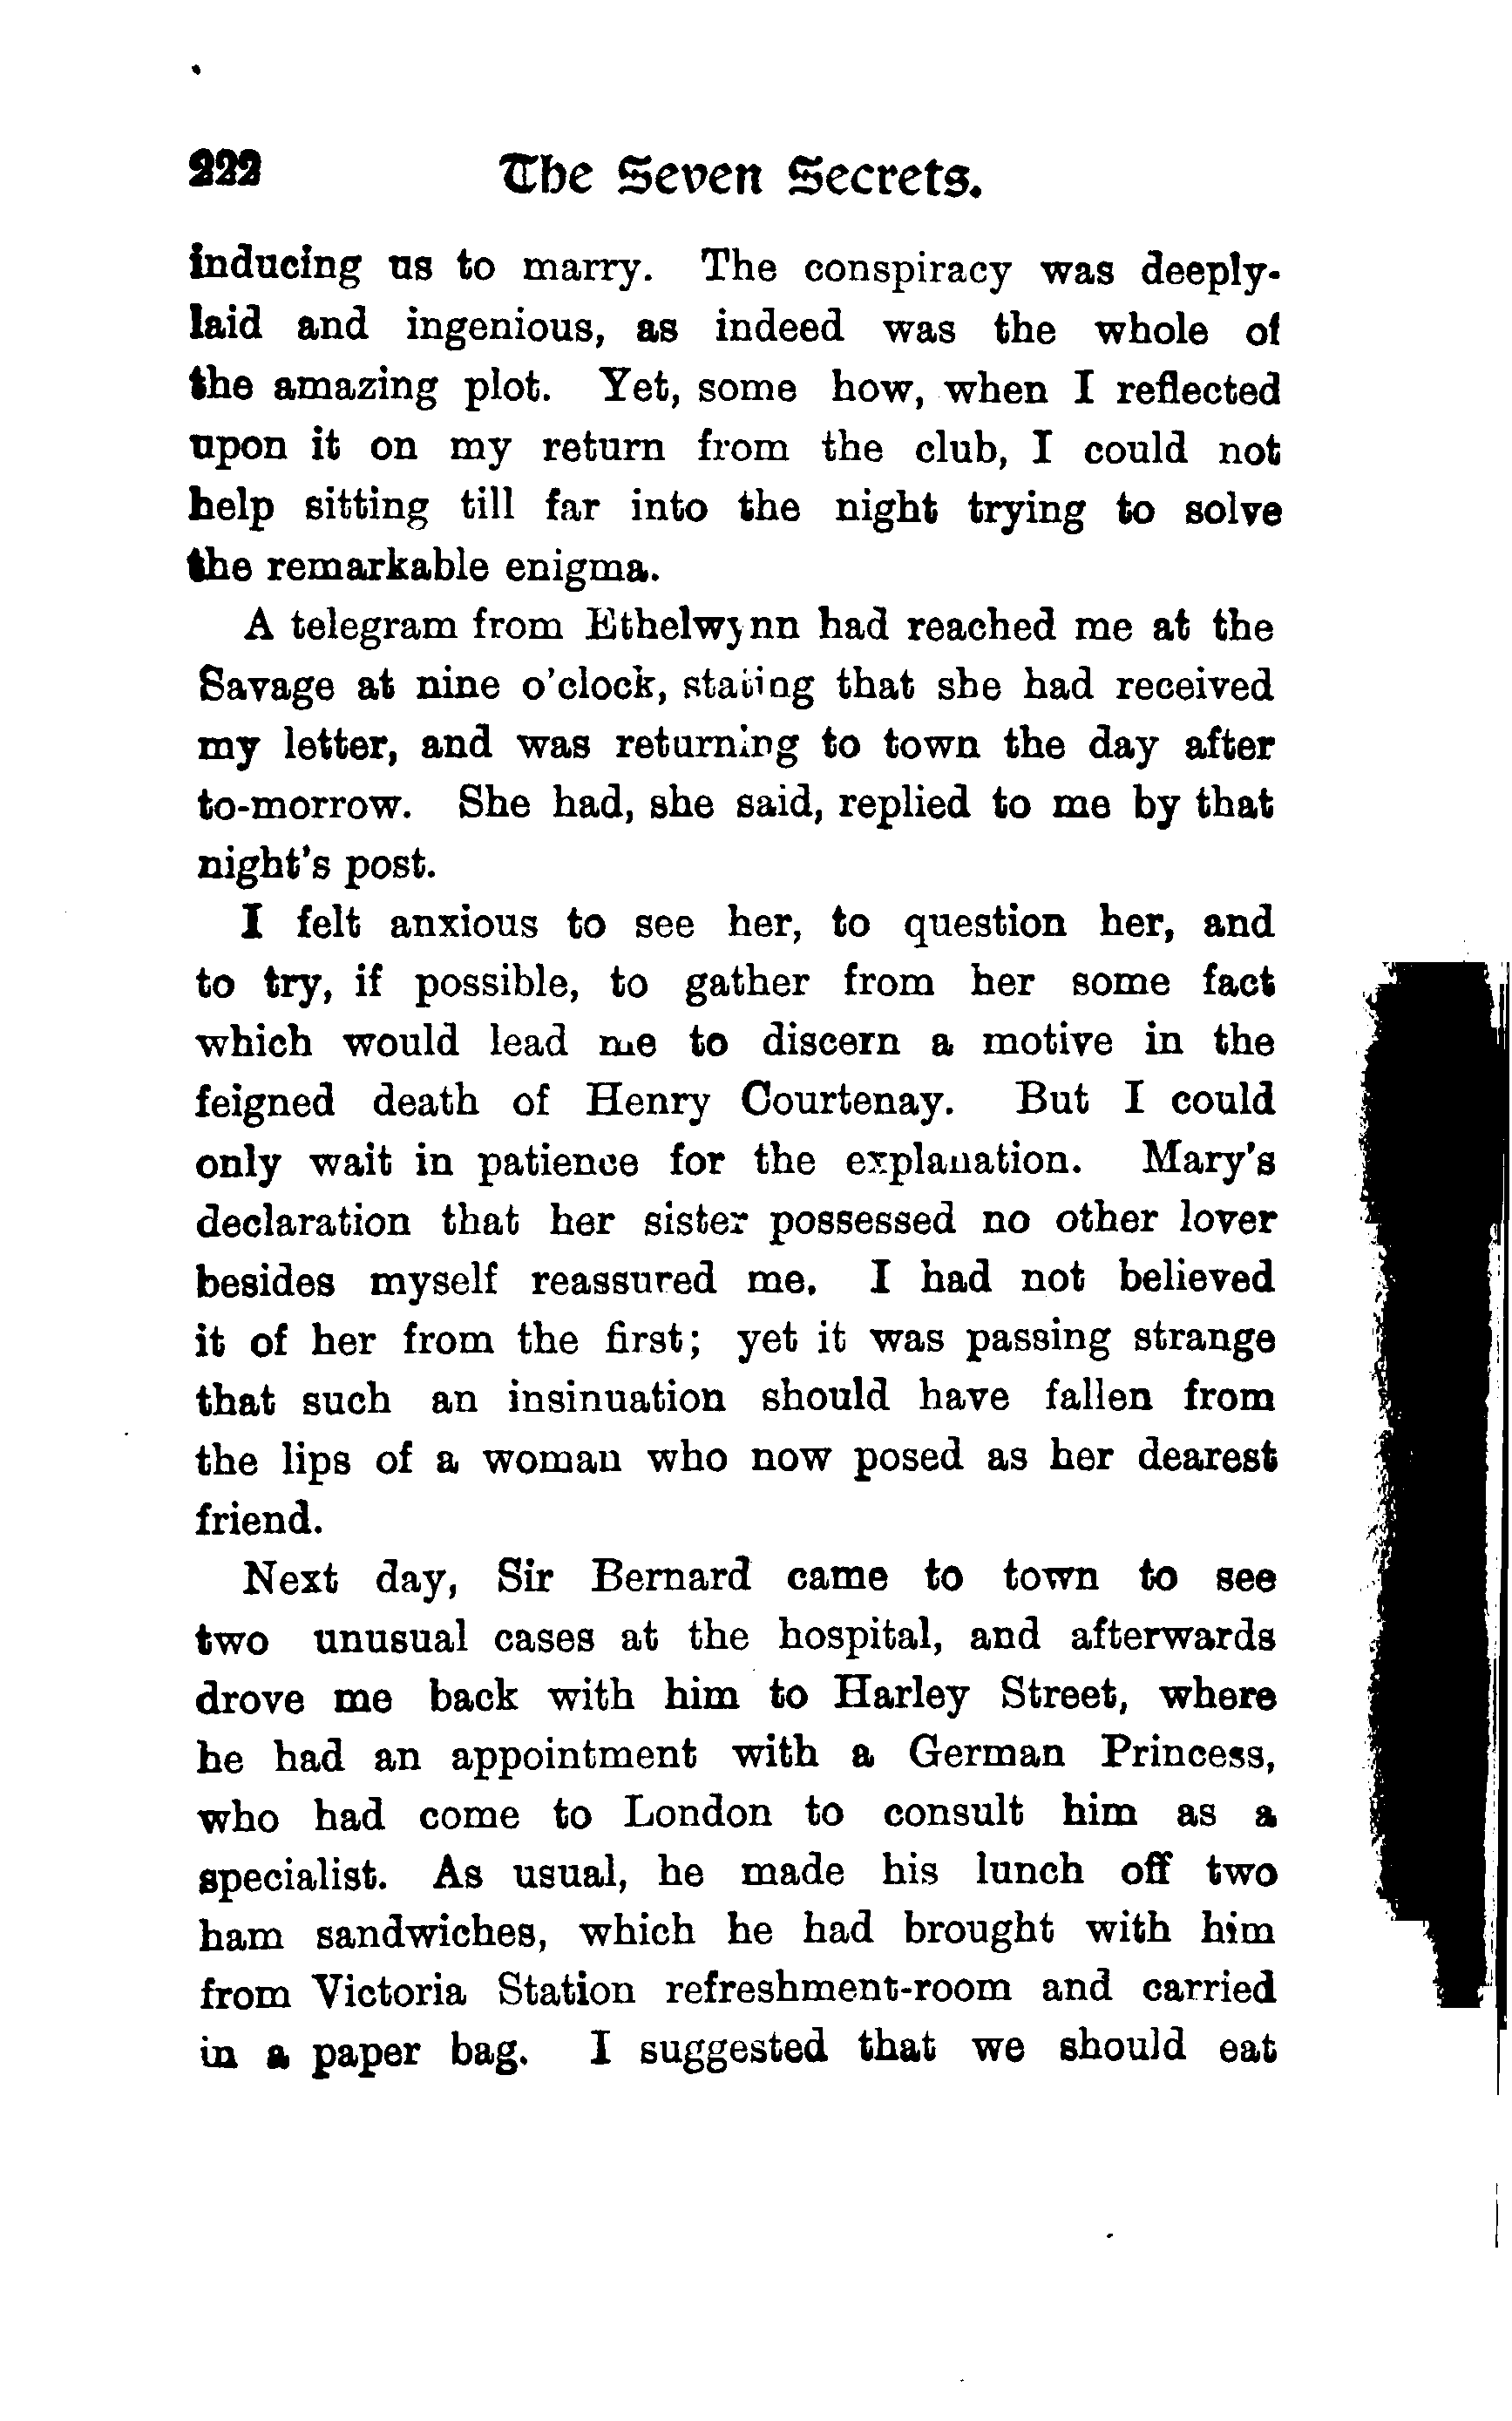 222 The Seven Secrets.
inducing us to marry. The conspiracy was deeply-
laid and ingenious, as indeed was the whole of
the amazing plot. Yet, some how, when I reflected
upon it on my return from the club, I could not
help sitting till far into the night trying to solve
the remarkable enigma.
A telegram from Ethelwynn had reached me at the
Savage at nine o'clock, stating that she had received
my letter, and was returning to town the day after
to-morrow. She had, she said, replied to me by that
night's post.
I felt anxious to see her, to question her, and
to try, if possible, to gather from her some fact
which would lead me to discern a motive in the
feigned death of Henry Courtenay. But I could
only wait in patience for the explanation. Mary's
declaration that her sister possessed no other lover
besides myself reassured me. I had not believed
it of her from the first; yet it was passing strange
that such an insinuation should have fallen from
the lips of a woman who now posed as her dearest
friend.
Next day, Sir Bernard came to town to see
two unusual cases at the hospital, and afterwards
drove me back with him to Harley Street, where
he had an appointment with a German Princess,
who had come to London to consult him as a
specialist. As usual, he made his lunch off two
ham sandwiches, which he had brought with him
from Victoria Station refreshment-room and carried
in a paper bag. I suggested that we should eat